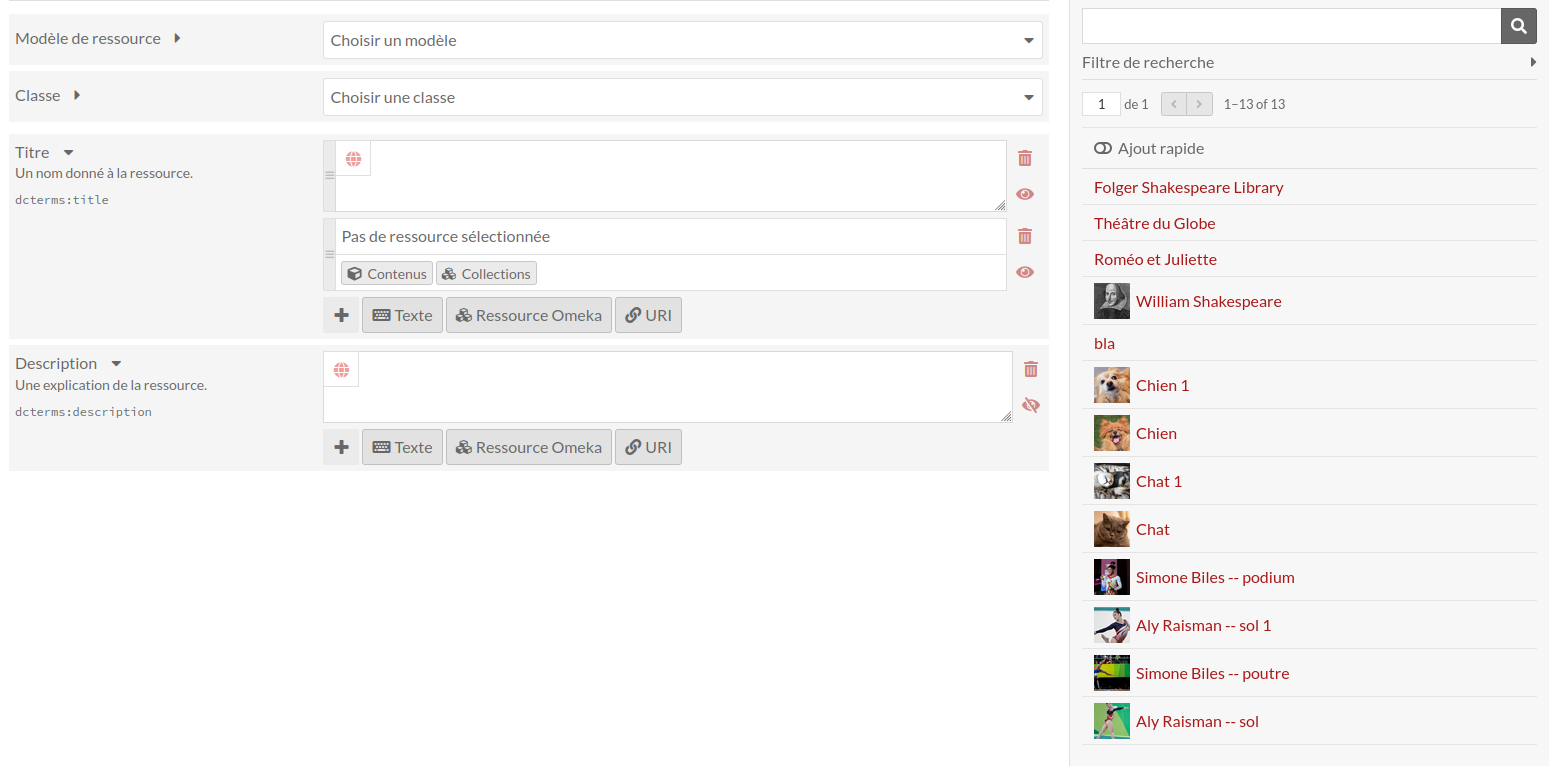 Modèle de ressource
Choisir un modèle
Classe
Choisir une classe
Titre
Un nom donné à la ressource.
dcterms:title
Pas de ressource sélectionnée
Contenus
Collections
Texte
Ressource Omeka
URI
Description
Une explication de la ressource.
dcterms:description
Texte
Ressource Omeka
URI
Filtre de recherche
1 de 1 1–13 of 13
Ajout rapide
Folger Shakespeare Library
Théâtre du Globe
Roméo et Juliette
William Shakespeare
bla
Chien 1
Chien
Chat 1
Chat
Simone Biles -- podium
Aly Raisman -- sol 1
Simone Biles -- poutre
Aly Raisman -- sol